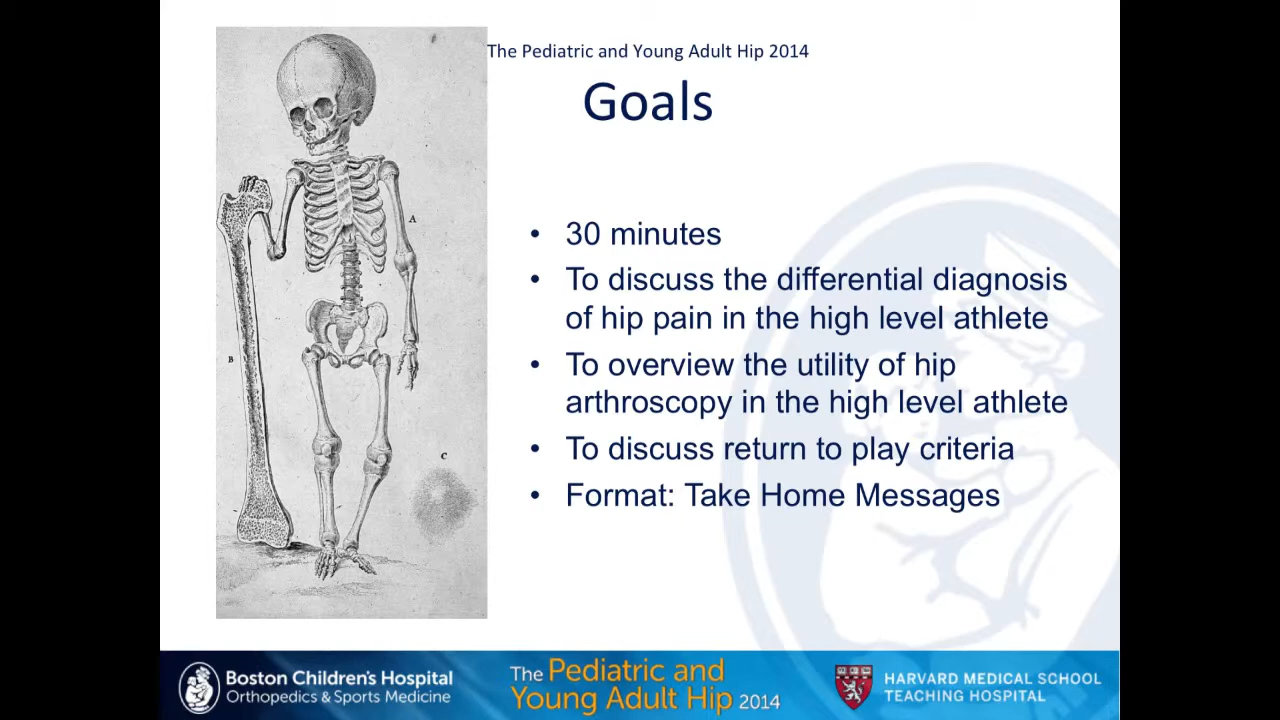 The Pediatric and Young Adult Hip 2014
Goals
A
B
C
• 30 minutes
• To discuss the differential diagnosis
of hip pain in the high level athlete
• To overview the utility of hip
arthroscopy in the high level athlete
• To discuss return to play criteria
• Format: Take Home Messages
Boston Children's Hospital
Orthopedics & Sports Medicine
The Pediatric and
Young Adult Hip 2014
HARVARD MEDICAL SCHOOL
TEACHING HOSPITAL